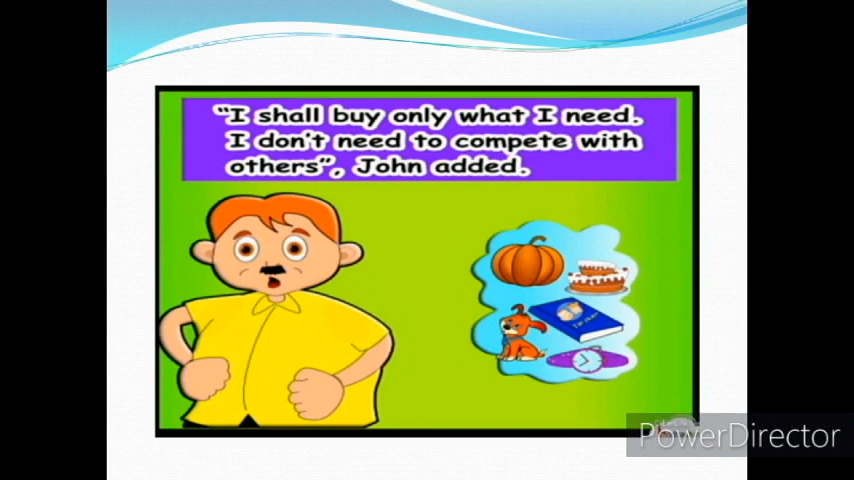 “I shall buy only what I need.
I don't need to compete with
others”, John added.
PowerDirector